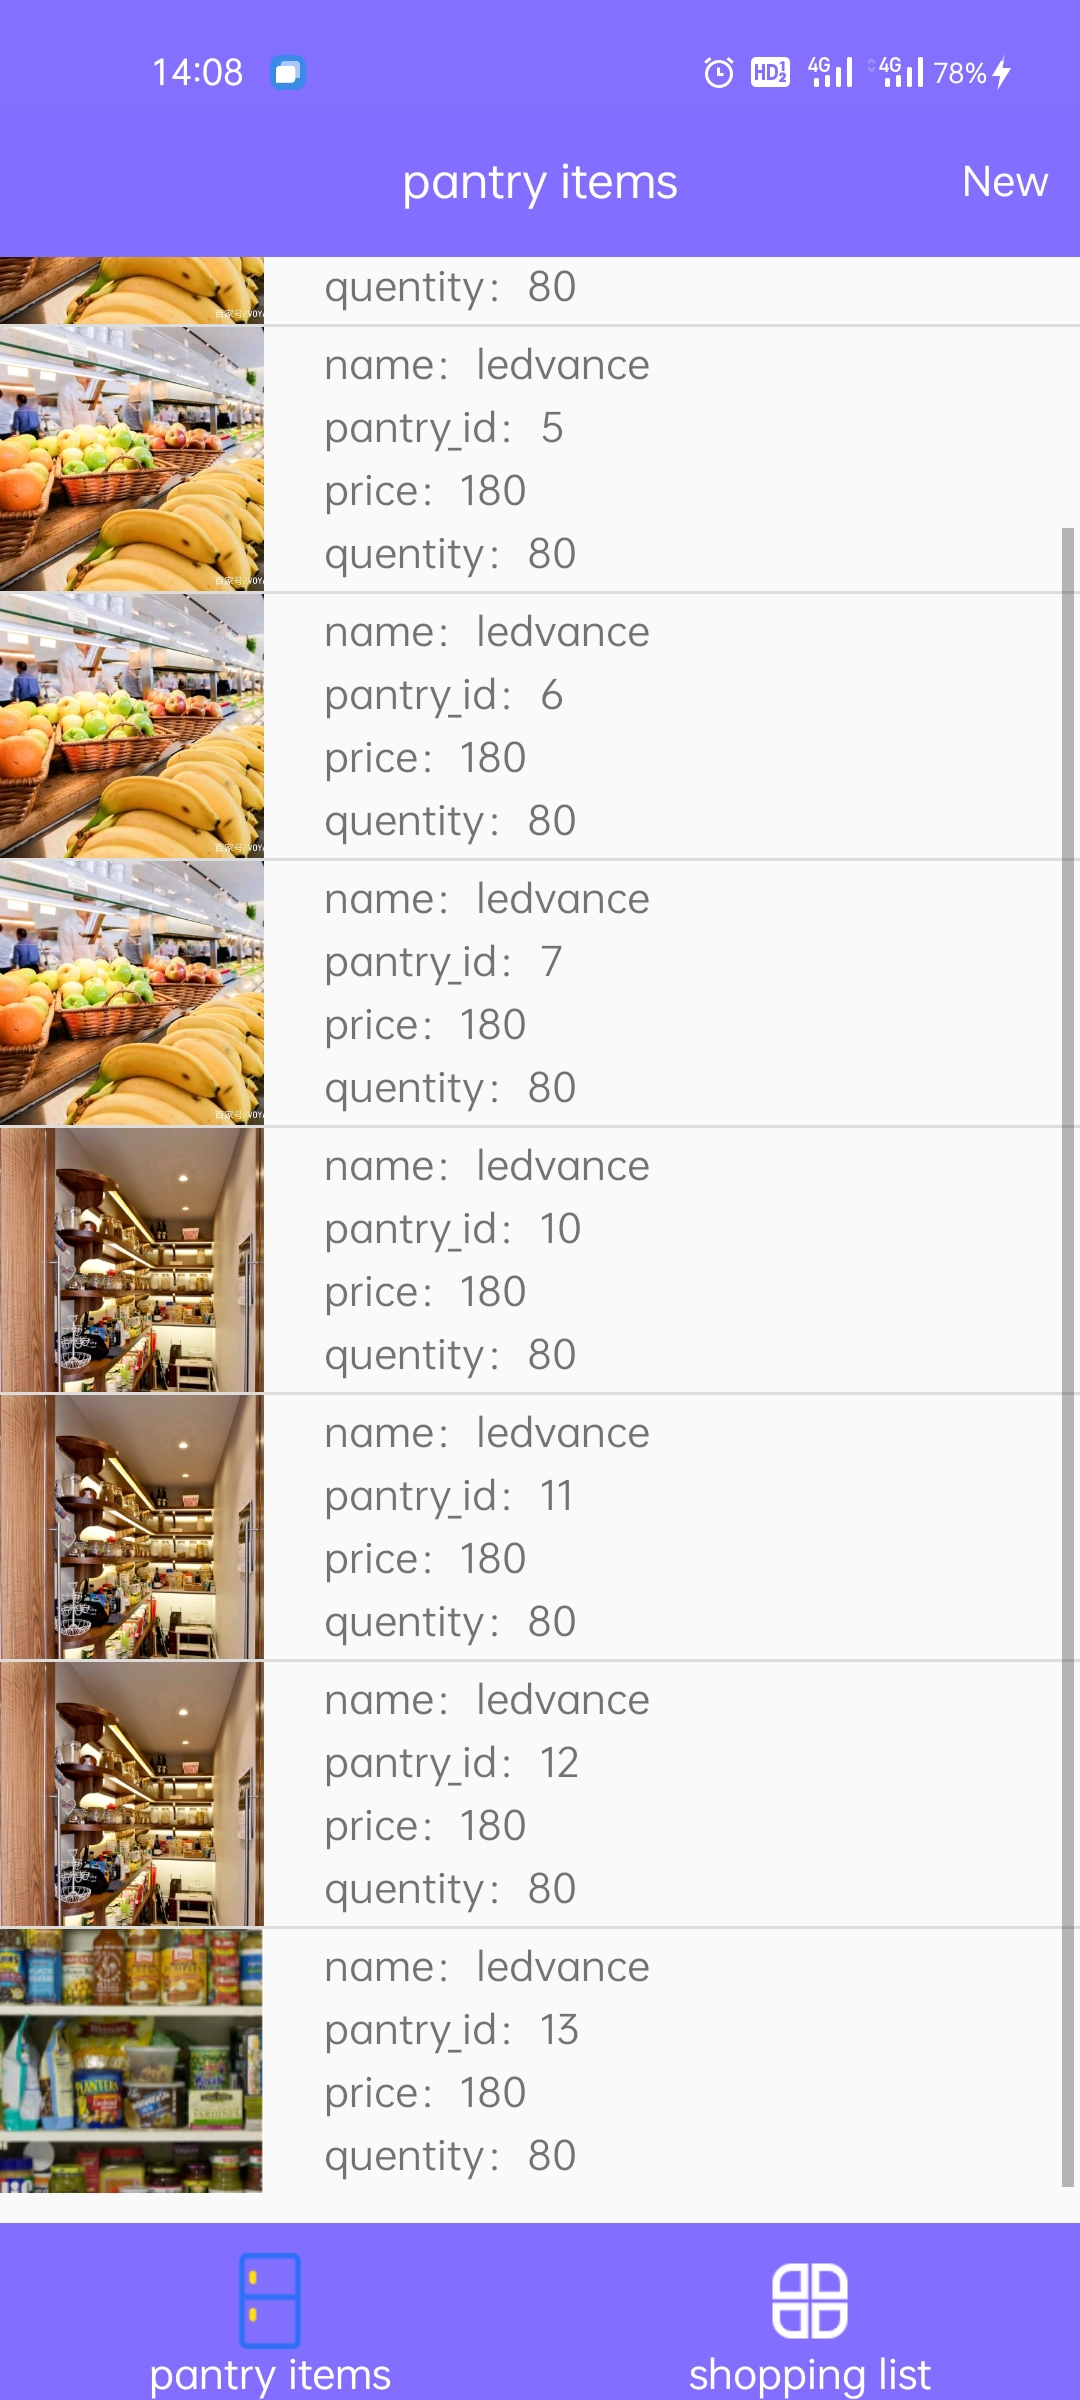 14:08 HD 1 2 4G 4G 78%
pantry items New
quentity: 80
name: ledvance
pantry_id: 5
price: 180
quentity: 80
name: ledvance
pantry_id: 6
price: 180
quentity: 80
name: ledvance
pantry_id: 7
price: 180
quentity: 80
name: ledvance
pantry_id: 10
price: 180
quentity: 80
name: ledvance
pantry_id: 11
price: 180
quentity: 80
name: ledvance
pantry_id: 12
price: 180
quentity: 80
name: ledvance
pantry_id: 13
price: 180
quentity: 80
PLANTERS
pantry items shopping list